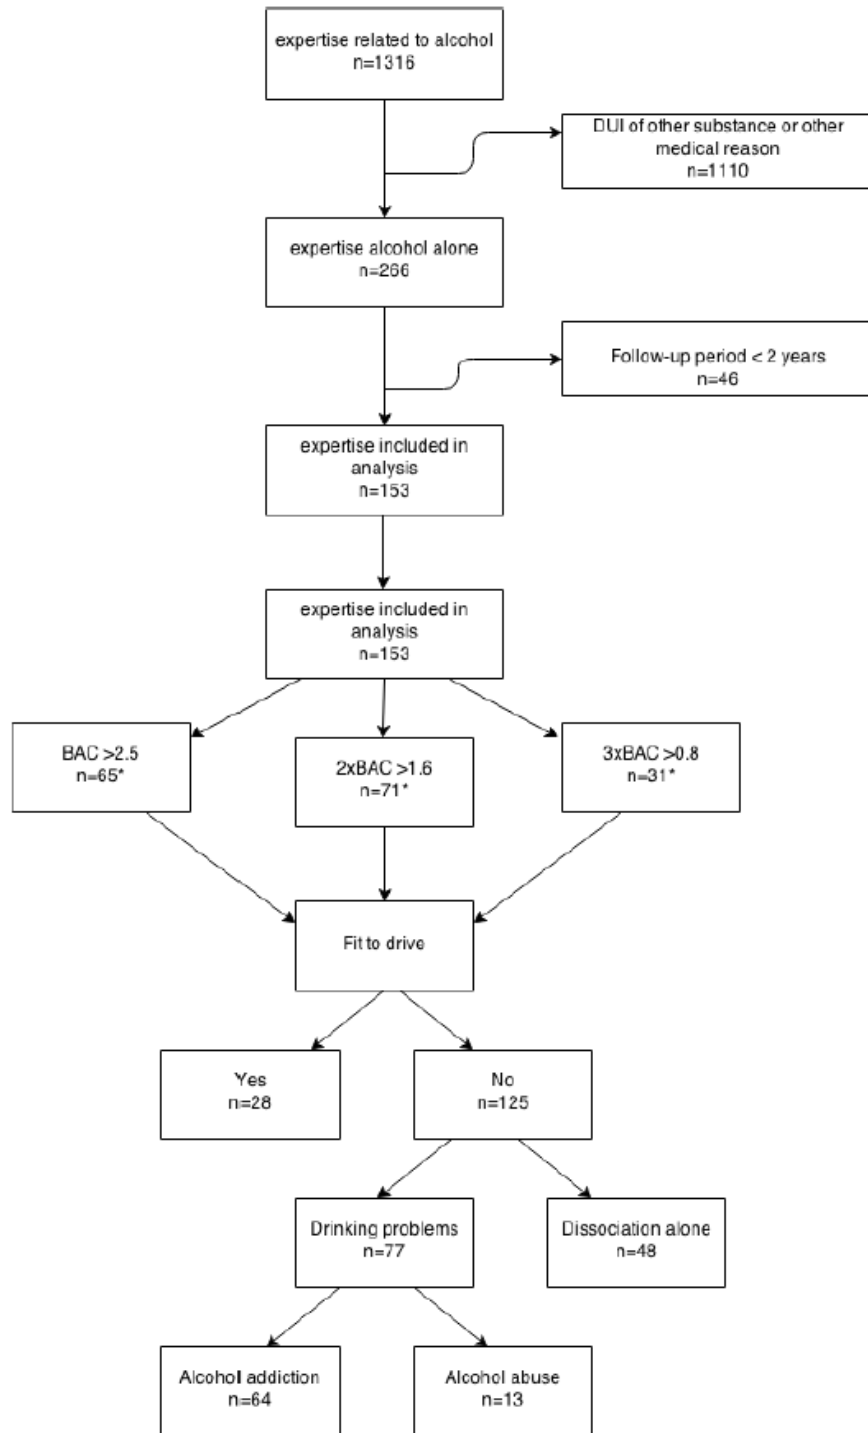 expertise related to alcohol
n=1316
DUI of other substance or other
medical reason
n=1110
expertise alcohol alone
n=266
Follow-up period < 2 years
n=46
expertise included in
analysis
n=153
expertise included in
analysis
n=153
BAC >2.5
n=65*
2xBAC >1.6
n=71*
3xBAC >0.8
n=31*
Fit to drive
Yes
n=28
No
n=125
Drinking problems
n=77
Dissociation alone
n=48
Alcohol addiction
n=64
Alcohol abuse
n=13